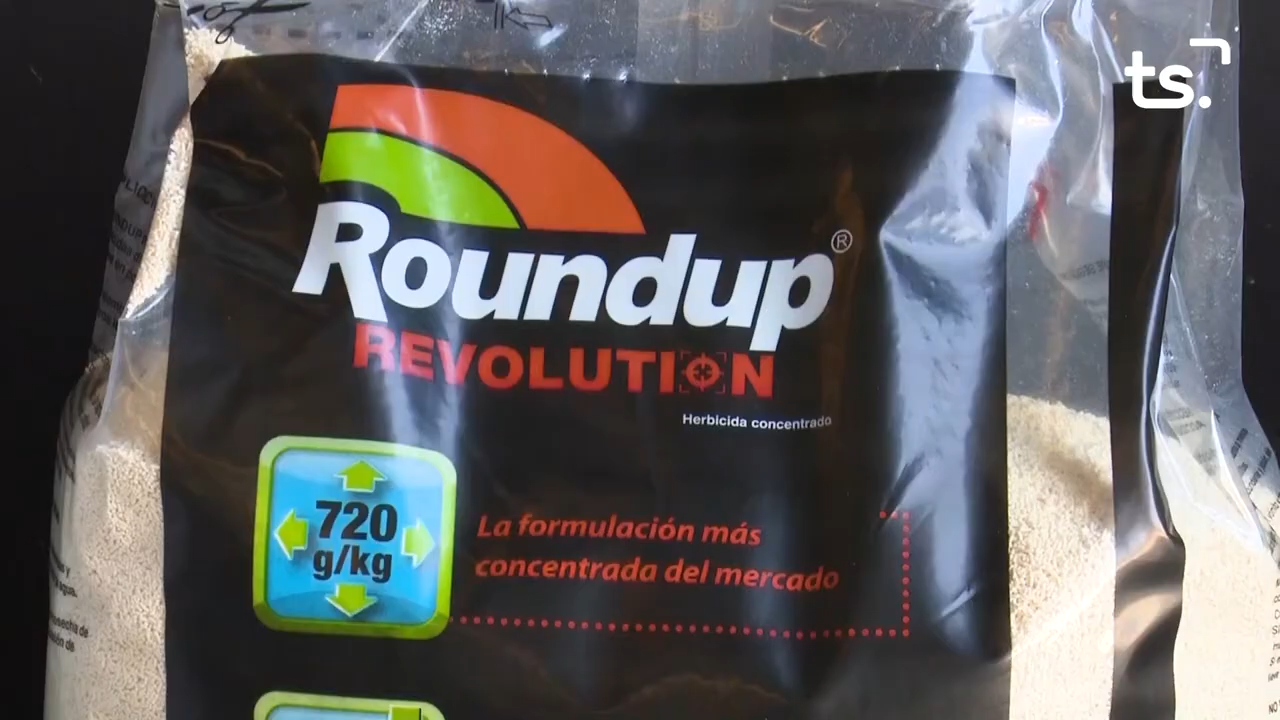 ts.
Roundup®
REVOLUTION
Herbicida concentrado
720
g/kg
La formulación más
concentrada del mercado